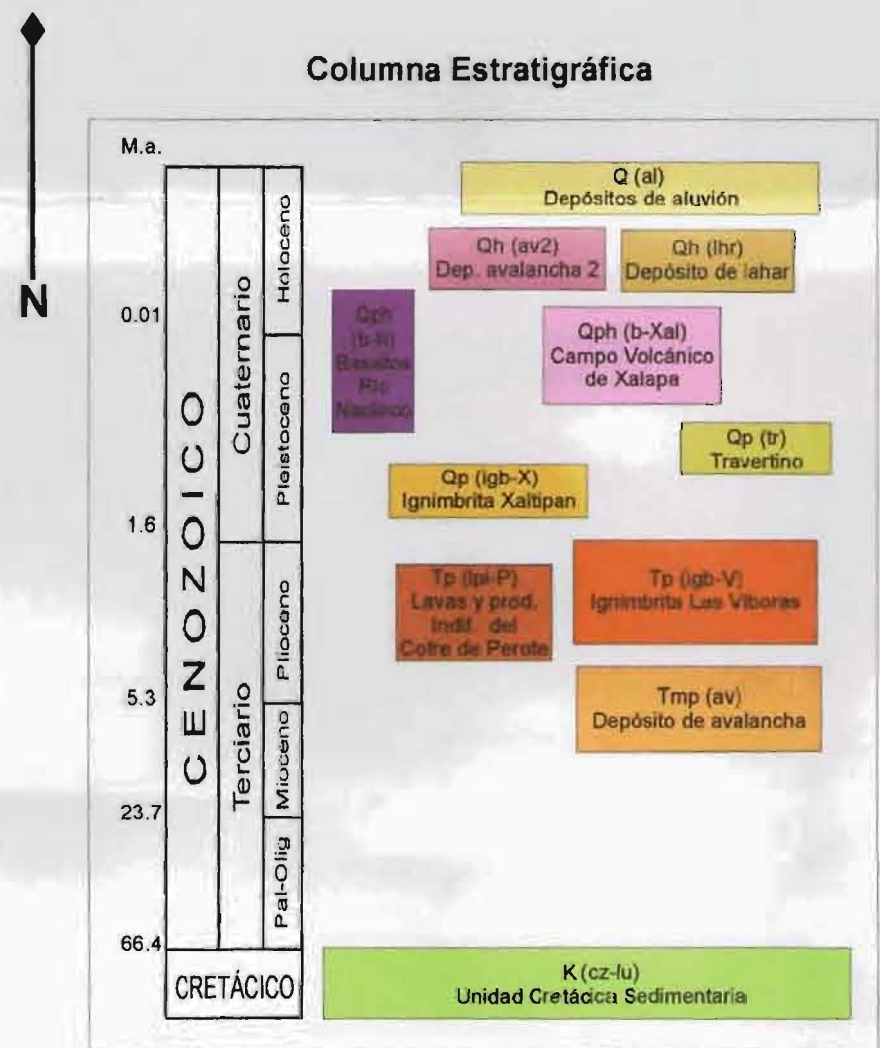 Columna Estratigráfica
N
M.a.
0.01
1.6
5.3
23.7
66.4
CENOZOICO
Cuaternario
Terciario
Holoceno
Pleistoceno
Plioceno
Mioceno
Pal-Olig
CRETÁCICO
Q (al)
Depósitos de aluvión
Qh (av2)
Dep. avalancha 2
Qh (lhr)
Depósito de lahar
Qph
Basaltos
Río
Qph (b-Xal)
Campo Volcánico
de Xalapa
Qp (tr)
Travertino
Qp (igb-X)
Ignimbrita Xaltipan
Tp (lpi-P)
Lavas y prod.
Indif. del
Cofre de Perote
Tp (igb-V)
Ignimbrita Las Víboras
Tmp (av)
Depósito de avalancha
K (cz-lu)
Unidad Cretácica Sedimentaria